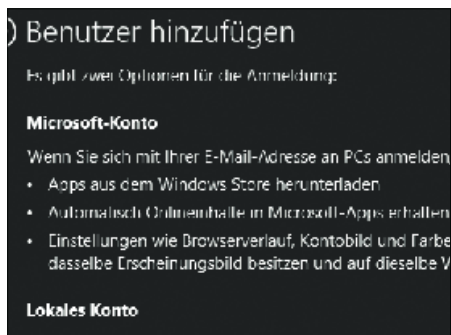 Benutzer hinzufügen
Es gibt zwei Optionen für die Anmeldung:
Microsoft-Konto
Wenn Sie sich mit Ihrer E-Mail-Adresse an PCs anmelden,
• Apps aus dem Windows Store herunterladen
• Automatisch Onlineinhalte in Microsoft-Apps erhalten
• Einstellungen wie Browserverlauf, Kontobild und Farbe
dasselbe Erscheinungsbild besitzen und auf dieselbe
Lokales Konto